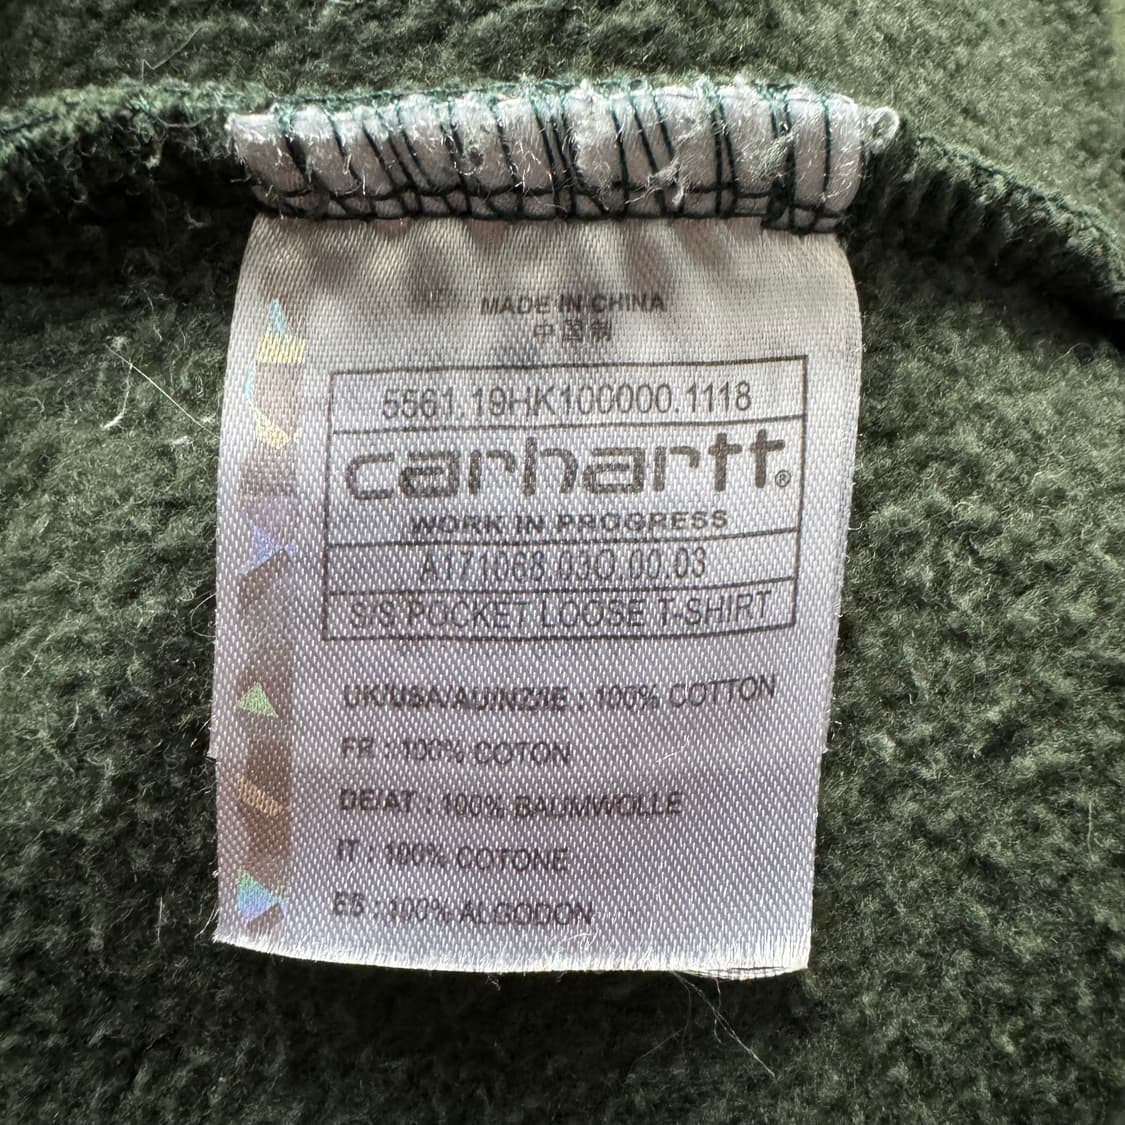 MADE IN CHINA
中国制
5561.19HK100000.1118
carhartt®
WORK IN PROGRESS
A171068.03O.00.03
S/S POCKET LOOSE T-SHIRT
UK/USA/AU/NZ/IE : 100% COTTON
FR : 100% COTON
DE/AT : 100% BAUMWOLLE
IT : 100% COTONE
ES : 100% ALGODON